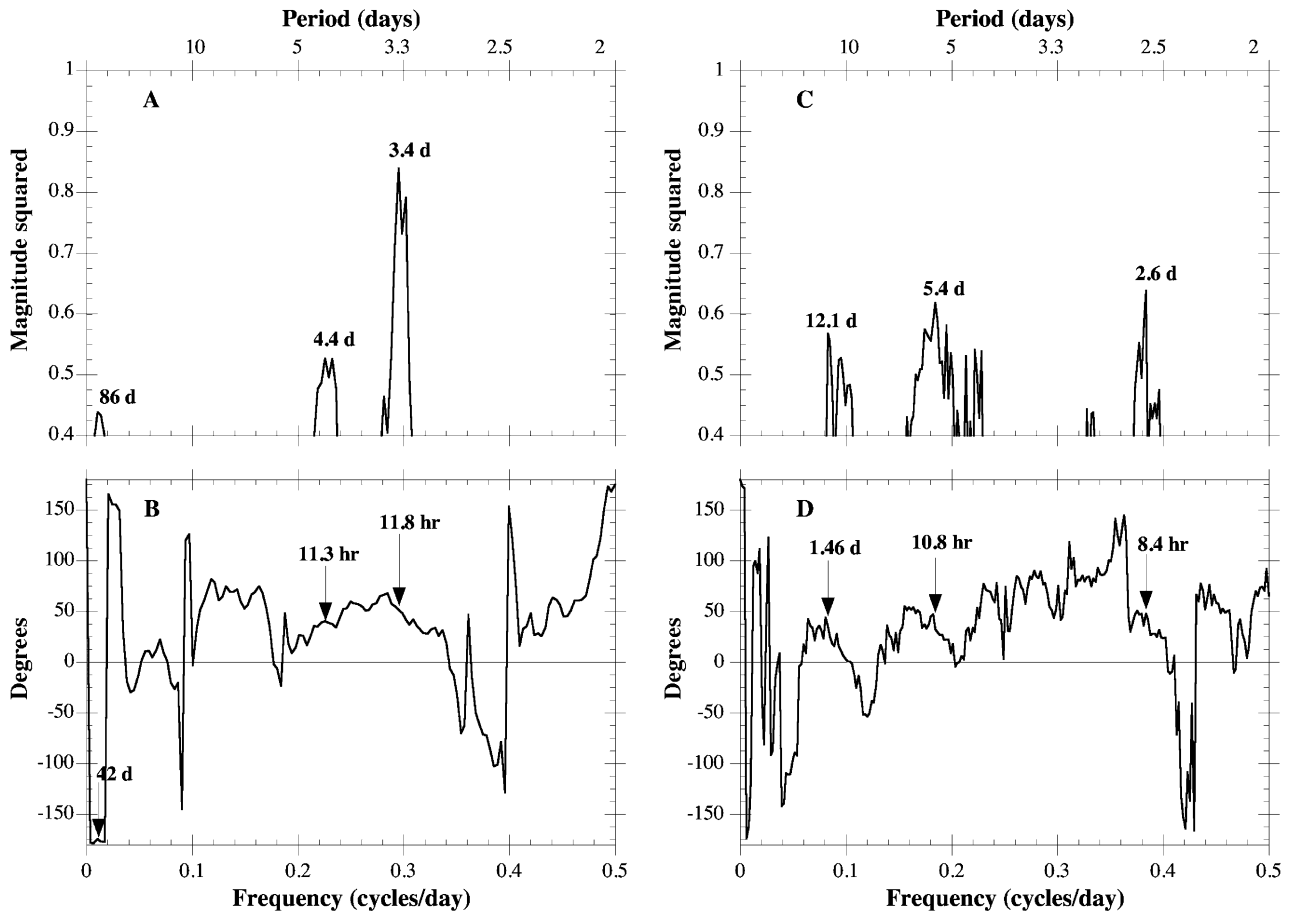 Period (days)
10 5 3.3 2.5 2
A
3.4 d
4.4 d
86 d
1
0.9
0.8
0.7
0.6
0.5
0.4
Magnitude squared
Period (days)
10 5 3.3 2.5 2
C
12.1 d
5.4 d
2.6 d
1
0.9
0.8
0.7
0.6
0.5
0.4
Magnitude squared
B
11.8 hr
11.3 hr
42 d
150
100
50
0
-50
-100
-150
Degrees
0 0.1 0.2 0.3 0.4 0.5
Frequency (cycles/day)
D
1.46 d
10.8 hr
8.4 hr
150
100
50
0
-50
-100
-150
Degrees
0 0.1 0.2 0.3 0.4 0.5
Frequency (cycles/day)